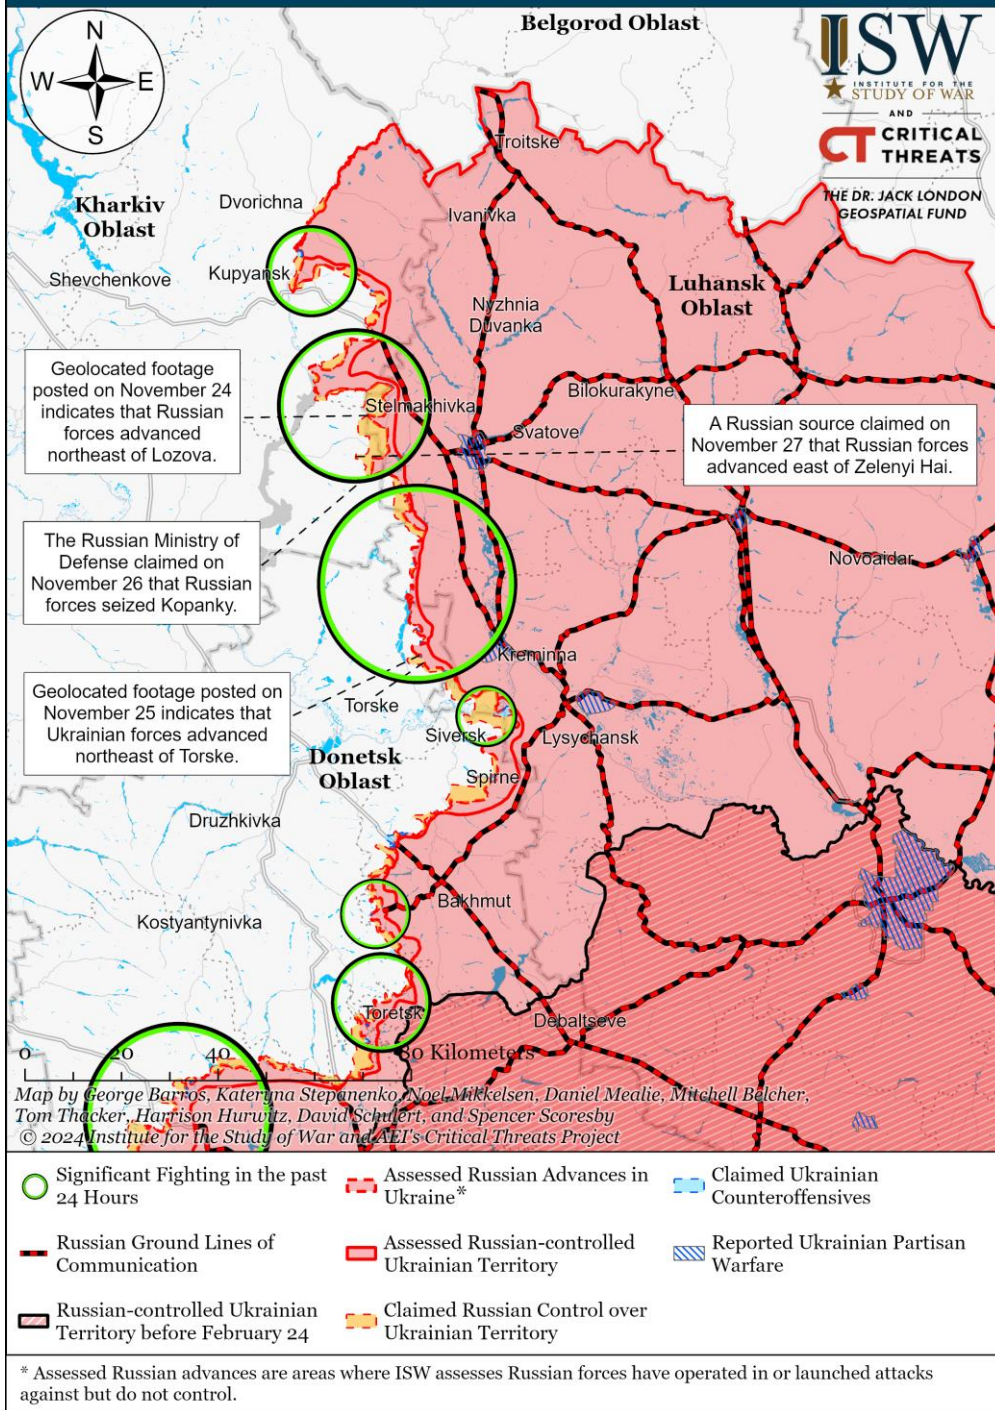 Belgorod Oblast
N
W E
S
ISW
INSTITUTE FOR THE
STUDY OF WAR
AND
CT CRITICAL
THREATS
THE DR. JACK LONDON
GEOSPATIAL FUND
Troitske
Kharkiv
Oblast
Dvorichna
Ivanivka
Shevchenkove
Kupyansk
Luhansk
Oblast
Nyzhnia
Duvanka
Geolocated footage
posted on November 24
indicates that Russian
forces advanced
northeast of Lozova.
Bilokurakyne
Stelmakhivka
Svatove
A Russian source claimed on
November 27 that Russian forces
advanced east of Zelenyi Hai.
The Russian Ministry of
Defense claimed on
November 26 that Russian
forces seized Kopanky.
Novoaidar
Kreminna
Geolocated footage posted on
November 25 indicates that
Ukrainian forces advanced
northeast of Torske.
Torske
Siversk
Lysychansk
Donetsk
Oblast
Spirne
Druzhkivka
Bakhmut
Kostyantynivka
Toretsk
Debaltseve
0 20 40 80 Kilometers
Map by George Barros, Kateryna Stepanenko, Noel Mikkelsen, Daniel Mealie, Mitchell Belcher,
Tom Thacker, Harrison Hurwitz, David Schulert, and Spencer Scoresby
© 2024 Institute for the Study of War and AEI's Critical Threats Project
Significant Fighting in the past
24 Hours
Russian Ground Lines of
Communication
Russian-controlled Ukrainian
Territory before February 24
Assessed Russian Advances in
Ukraine*
Assessed Russian-controlled
Ukrainian Territory
Claimed Russian Control over
Ukrainian Territory
Claimed Ukrainian
Counteroffensives
Reported Ukrainian Partisan
Warfare
* Assessed Russian advances are areas where ISW assesses Russian forces have operated in or launched attacks
against but do not control.